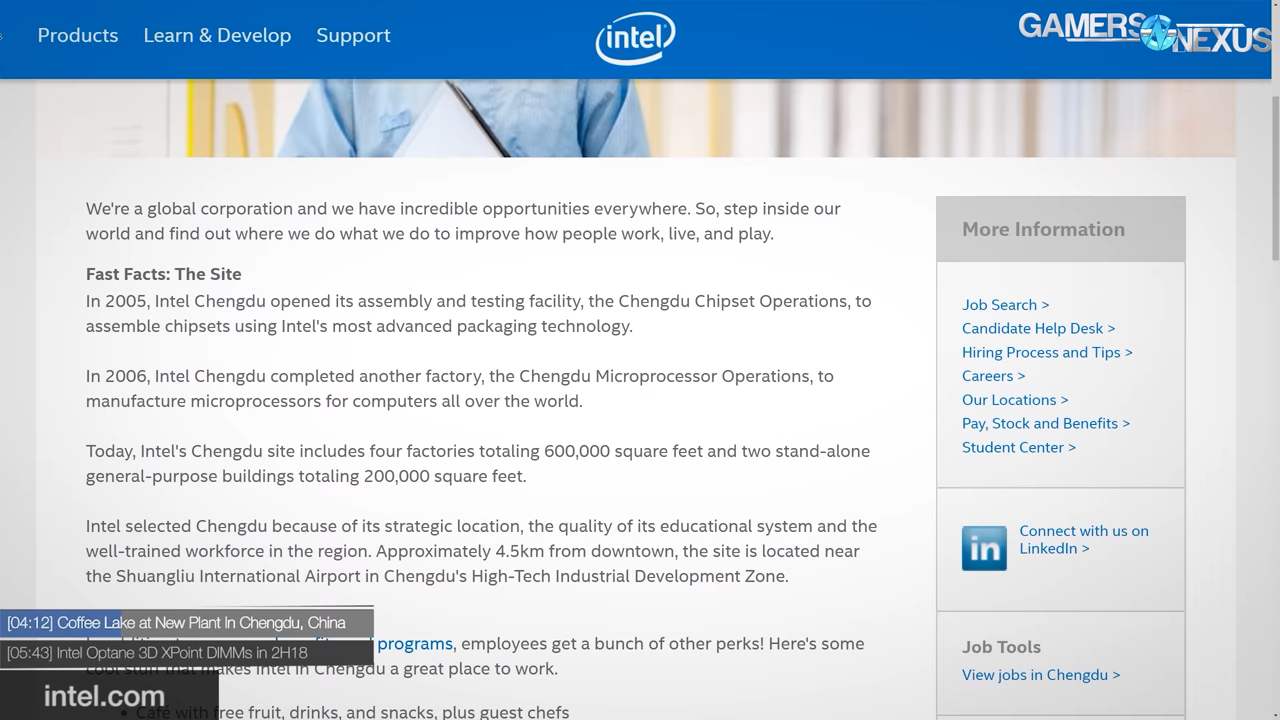 Products Learn & Develop Support
intel
GAMERS NEXUS
We're a global corporation and we have incredible opportunities everywhere. So, step inside our
world and find out where we do what we do to improve how people work, live, and play.
Fast Facts: The Site
In 2005, Intel Chengdu opened its assembly and testing facility, the Chengdu Chipset Operations, to
assemble chipsets using Intel's most advanced packaging technology.
In 2006, Intel Chengdu completed another factory, the Chengdu Microprocessor Operations, to
manufacture microprocessors for computers all over the world.
Today, Intel's Chengdu site includes four factories totaling 600,000 square feet and two stand-alone
general-purpose buildings totaling 200,000 square feet.
Intel selected Chengdu because of its strategic location, the quality of its educational system and the
well-trained workforce in the region. Approximately 4.5km from downtown, the site is located near
the Shuangliu International Airport in Chengdu's High-Tech Industrial Development Zone.
programs, employees get a bunch of other perks! Here's some
cool stuff that makes Intel in Chengdu a great place to work.
Café with free fruit, drinks, and snacks, plus guest chefs
More Information
Job Search >
Candidate Help Desk >
Hiring Process and Tips >
Careers >
Our Locations >
Pay, Stock and Benefits >
Student Center >
in
Connect with us on
LinkedIn >
Job Tools
View jobs in Chengdu >
[04:12] Coffee Lake at New Plant In Chengdu, China
[05:43] Intel Optane 3D XPoint DIMMs in 2H18
intel.com